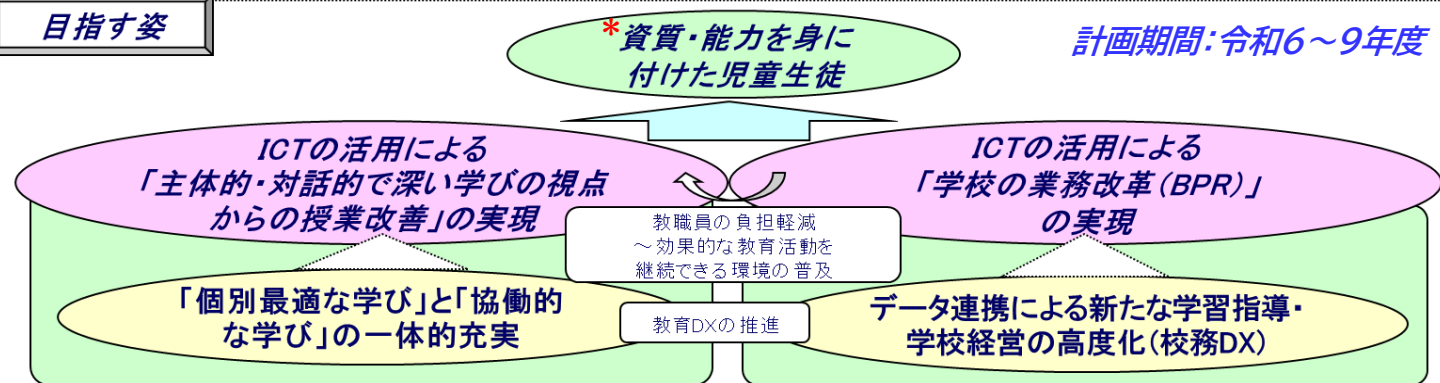 目指す姿
*資質・能力を身に
付けた児童生徒
計画期間：令和６～９年度
ICTの活用による
「主体的・対話的で深い学びの視点
からの授業改善」の実現
ICTの活用による
「学校の業務改革（BPR）」
の実現
教職員の負担軽減
～効果的な教育活動を
継続できる環境の普及
「個別最適な学び」と「協働的
な学び」の一体的充実
教育DXの推進
データ連携による新たな学習指導・
学校経営の高度化（校務DX）